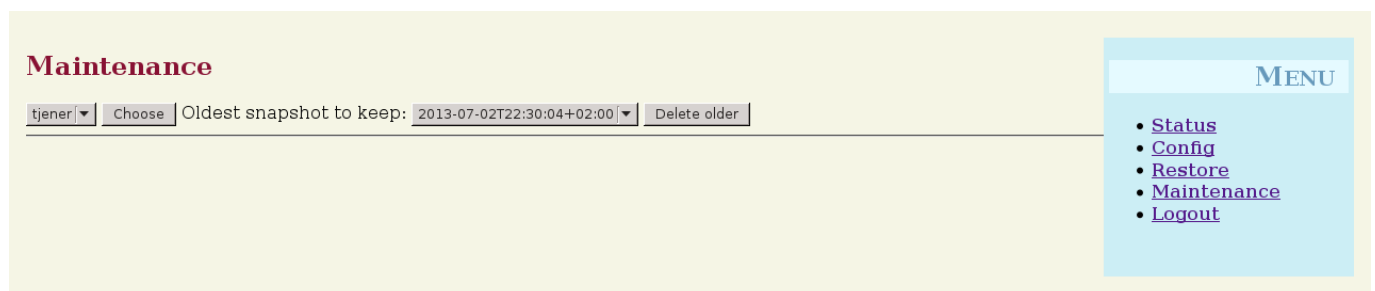 Maintenance
tjener Choose Oldest snapshot to keep: 2013-07-02T22:30:04+02:00 Delete older
MENU
Status
Config
Restore
Maintenance
Logout